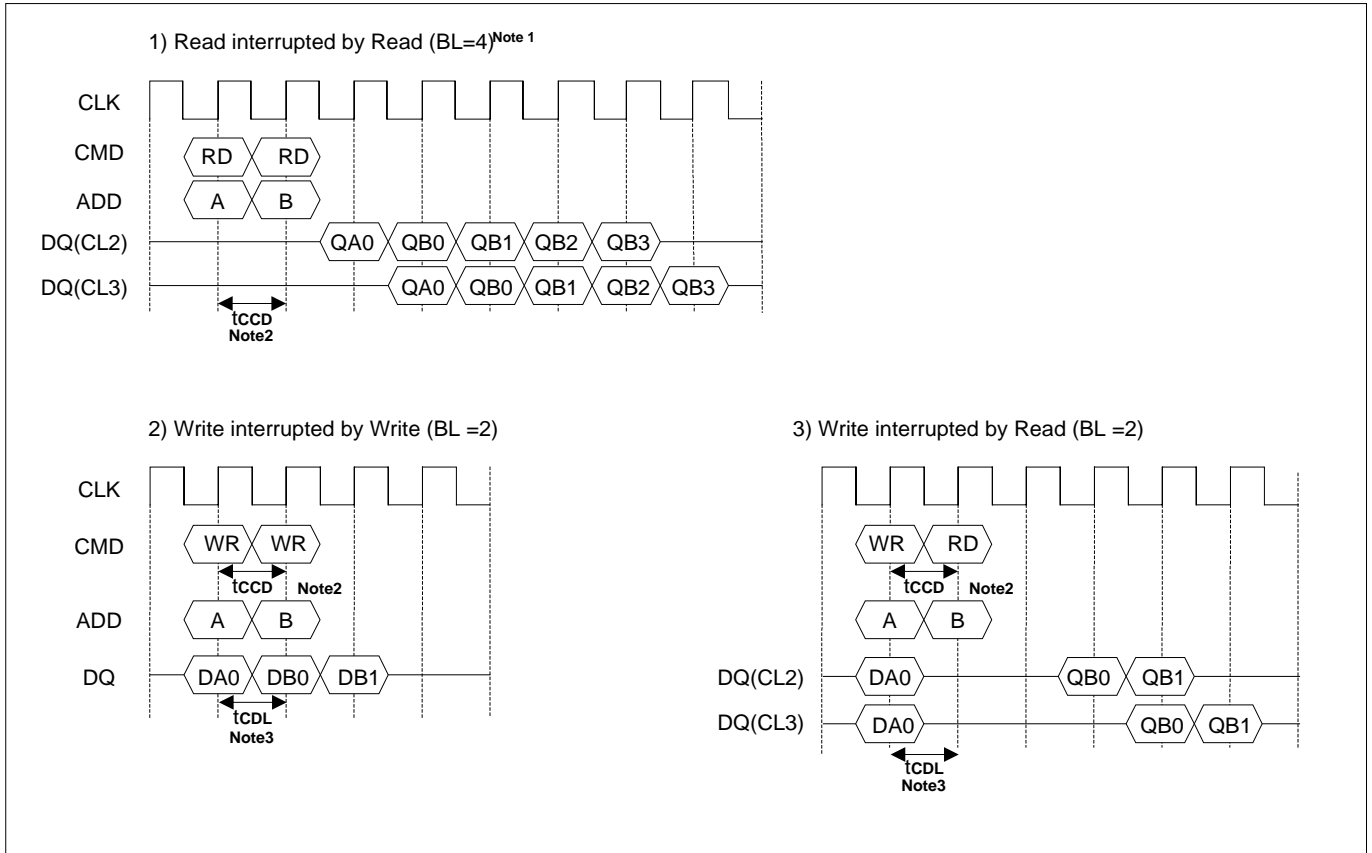 1) Read interrupted by Read (BL=4)Note 1
CLK
CMD RD RD
ADD A B
DQ(CL2) QA0 QB0 QB1 QB2 QB3
DQ(CL3) QA0 QB0 QB1 QB2 QB3
tCCD
Note2
2) Write interrupted by Write (BL =2)
CLK
CMD WR WR
tCCD Note2
ADD A B
DQ DA0 DB0 DB1
tCDL
Note3
3) Write interrupted by Read (BL =2)
WR RD
tCCD Note2
A B
DQ(CL2) DA0 QB0 QB1
DQ(CL3) DA0 QB0 QB1
tCDL
Note3